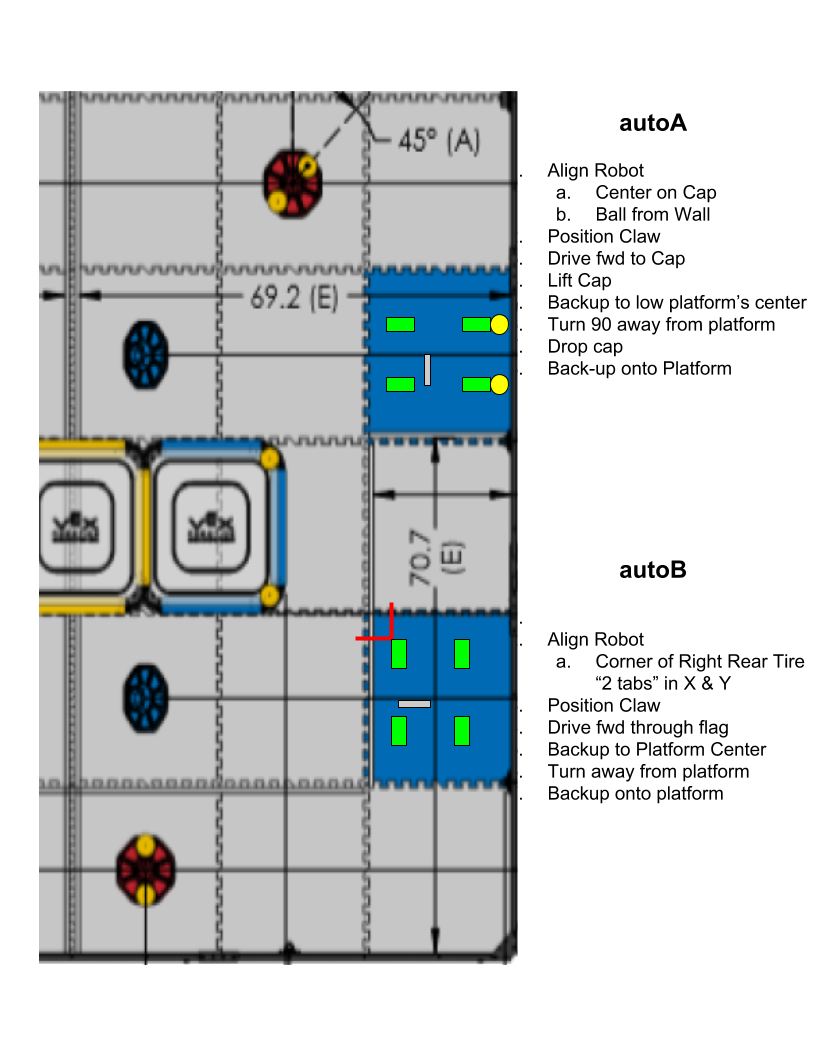 autoA
45° (A)
. Align Robot
a. Center on Cap
b. Ball from Wall
. Position Claw
. Drive fwd to Cap
. Lift Cap
69.2 (E)
. Backup to low platform's center
. Turn 90 away from platform
. Drop cap
. Back-up onto Platform
VEX
VEX
70.7
(E)
autoB
.
. Align Robot
a. Corner of Right Rear Tire
“2 tabs” in X & Y
. Position Claw
. Drive fwd through flag
. Backup to Platform Center
. Turn away from platform
. Backup onto platform